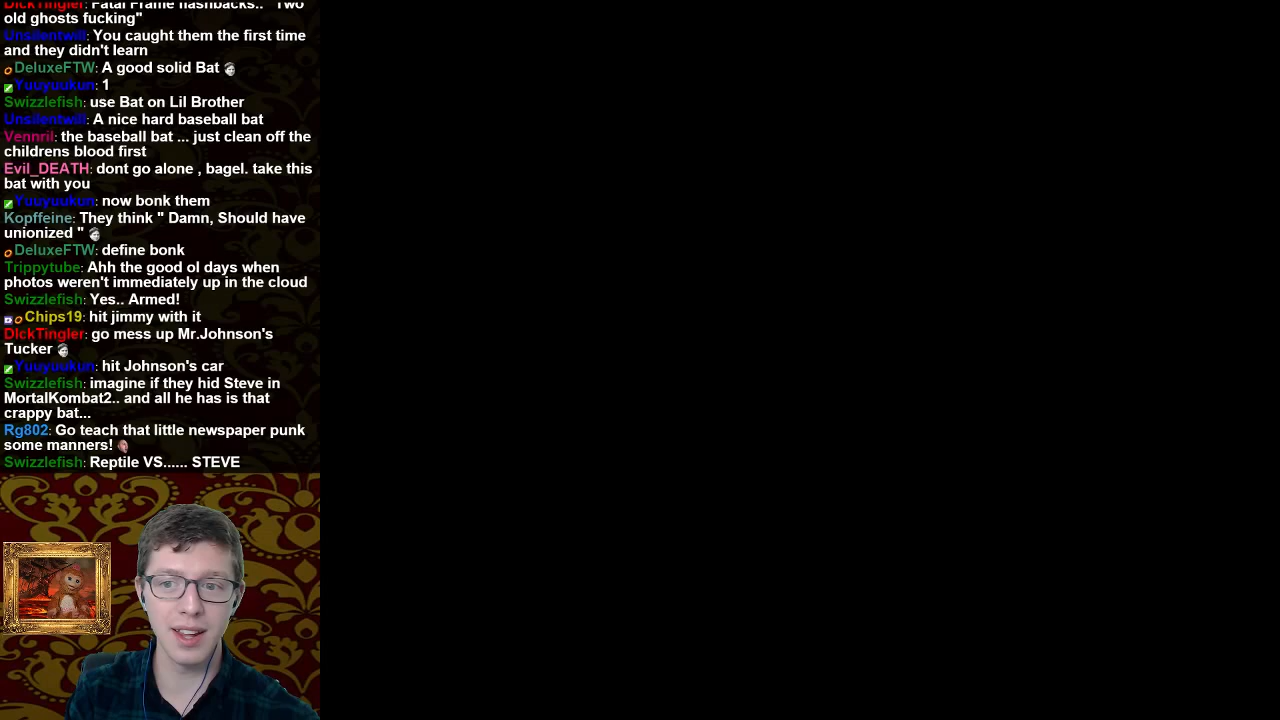 DIckTingler: Fatal Frame flashbacks.. "Two
old ghosts fucking"
Unsilentwill: You caught them the first time
and they didn't learn
DeluxeFTW: A good solid Bat
Yuuyuukun: 1
Swizzlefish: use Bat on Lil Brother
Unsilentwill: A nice hard baseball bat
Vennril: the baseball bat ... just clean off the
childrens blood first
Evil_DEATH: dont go alone , bagel. take this
bat with you
Yuuyuukun: now bonk them
Kopffeine: They think " Damn, Should have
unionized "
DeluxeFTW: define bonk
Trippytube: Ahh the good ol days when
photos weren't immediately up in the cloud
Swizzlefish: Yes.. Armed!
Chips19: hit jimmy with it
DIckTingler: go mess up Mr.Johnson's
Tucker
Yuuyuukun: hit Johnson's car
Swizzlefish: imagine if they hid Steve in
MortalKombat2.. and all he has is that
crappy bat...
Rg802: Go teach that little newspaper punk
some manners!
Swizzlefish: Reptile VS...... STEVE